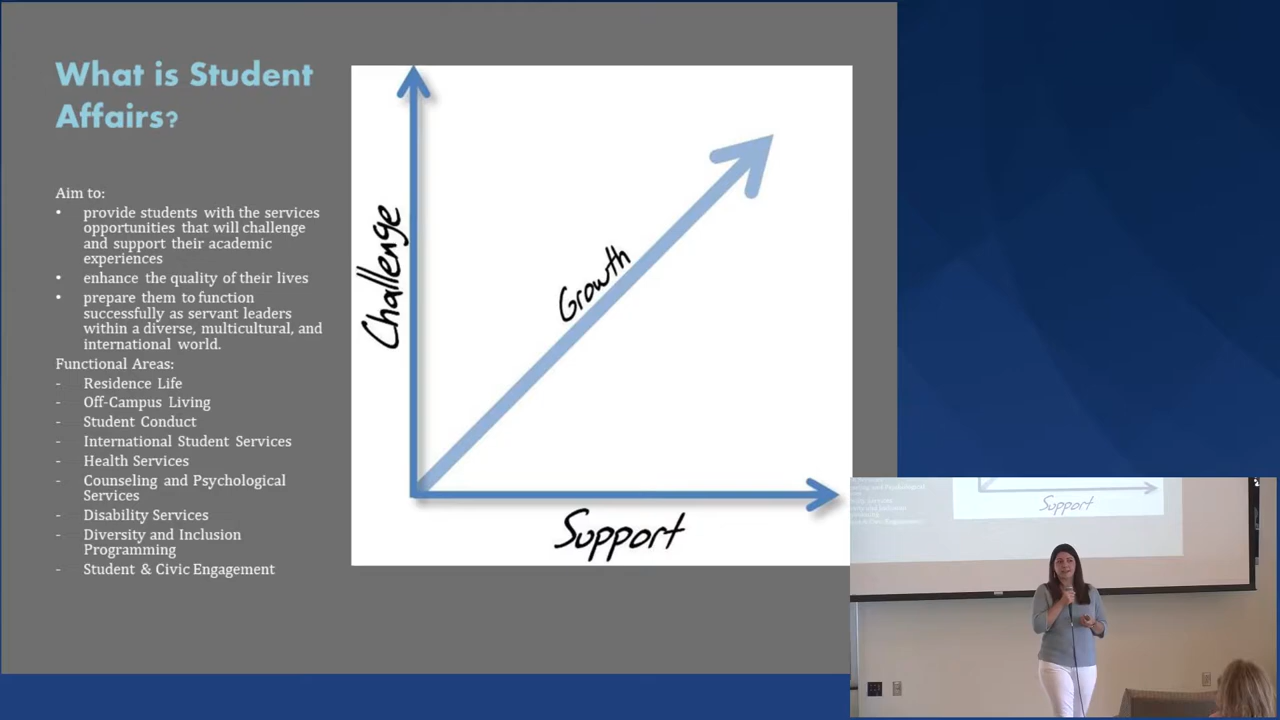 What is Student
Affairs?
Aim to:
• provide students with the services
opportunities that will challenge
and support their academic
experiences
• enhance the quality of their lives
• prepare them to function
successfully as servant leaders
within a diverse, multicultural, and
international world.
Functional Areas:
- Residence Life
- Off-Campus Living
- Student Conduct
- International Student Services
- Health Services
- Counseling and Psychological
Services
- Disability Services
- Diversity and Inclusion
Programming
- Student & Civic Engagement
Challenge
Growth
Support
Support